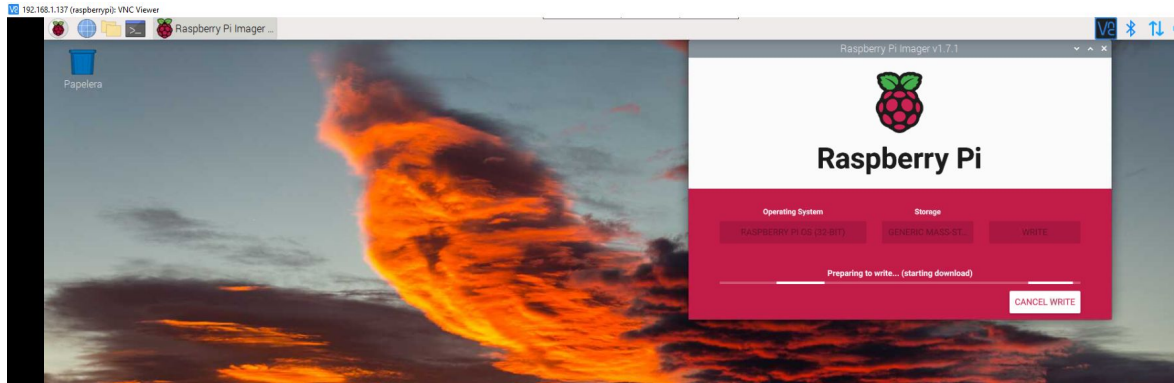 192.168.1.137 (raspberrypi): VNC Viewer
Raspberry Pi Imager ...
Papelera
Raspberry Pi Imager v1.7.1
Raspberry Pi
Operating System
Storage
RASPBERRY PI OS (32-BIT)
GENERIC MASS-ST...
WRITE
Preparing to write... (starting download)
CANCEL WRITE